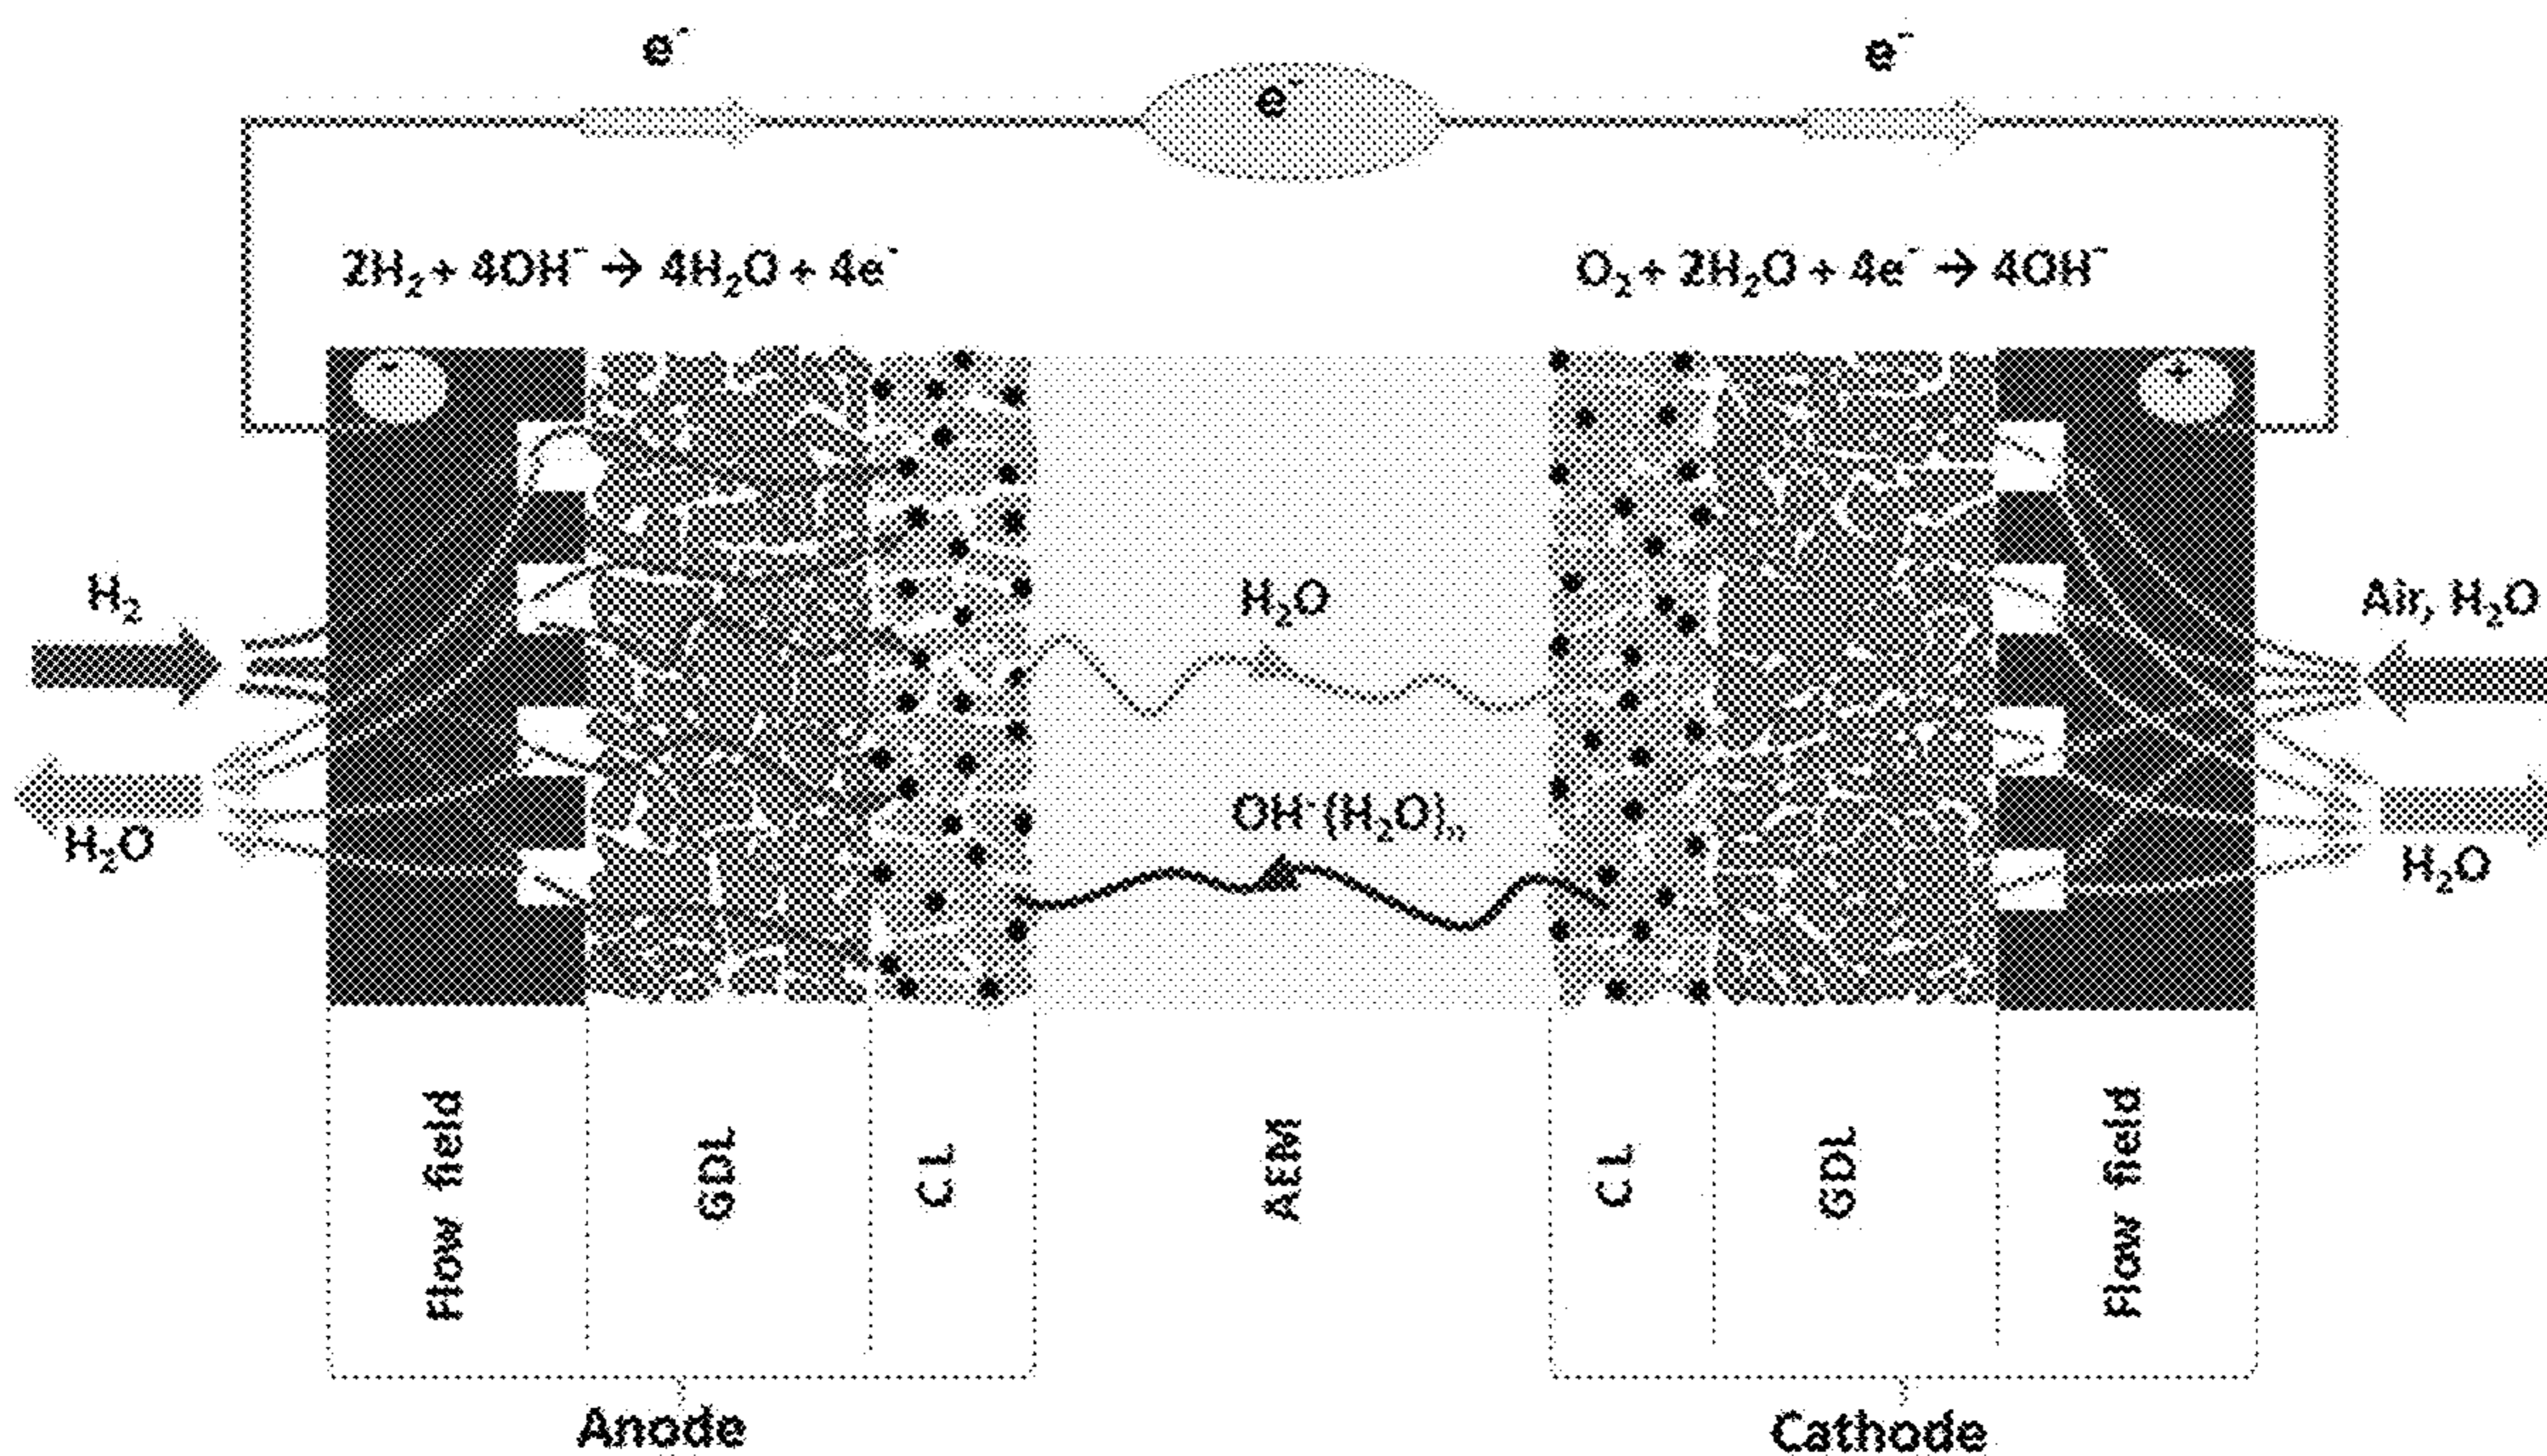 e⁻ e⁻ e⁻
2H₂ + 4OH⁻ → 4H₂O + 4e⁻
O₂ + 2H₂O + 4e⁻ → 4OH⁻
-
+
H₂
H₂O
Air, H₂O
OH⁻(H₂O)ₙ
H₂O
H₂O
Flow field
GDL
CL
AEM
CL
GDL
Flow field
Anode
Cathode